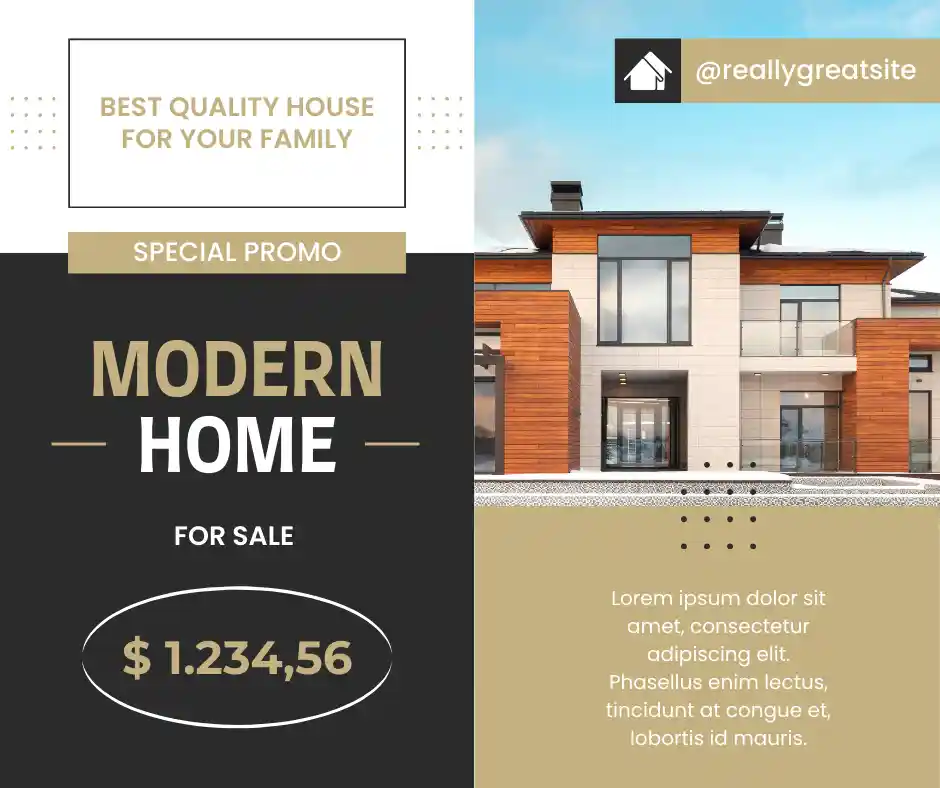 BEST QUALITY HOUSE
FOR YOUR FAMILY
SPECIAL PROMO
MODERN
HOME
FOR SALE
$ 1.234,56
@reallygreatsite
Lorem ipsum dolor sit
amet, consectetur
adipiscing elit.
Phasellus enim lectus,
tincidunt at congue et,
lobortis id mauris.